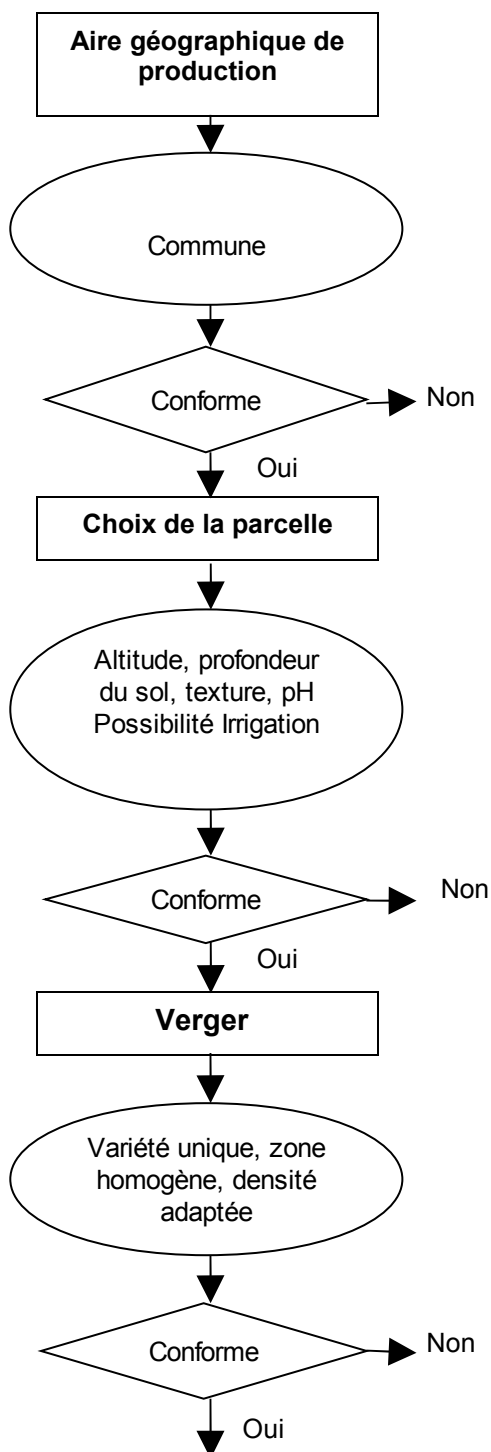 Aire géographique de
production
Commune
Conforme
Non
Oui
Choix de la parcelle
Altitude, profondeur
du sol, texture, pH
Possibilité Irrigation
Conforme
Non
Oui
Verger
Variété unique, zone
homogène, densité
adaptée
Conforme
Non
Oui